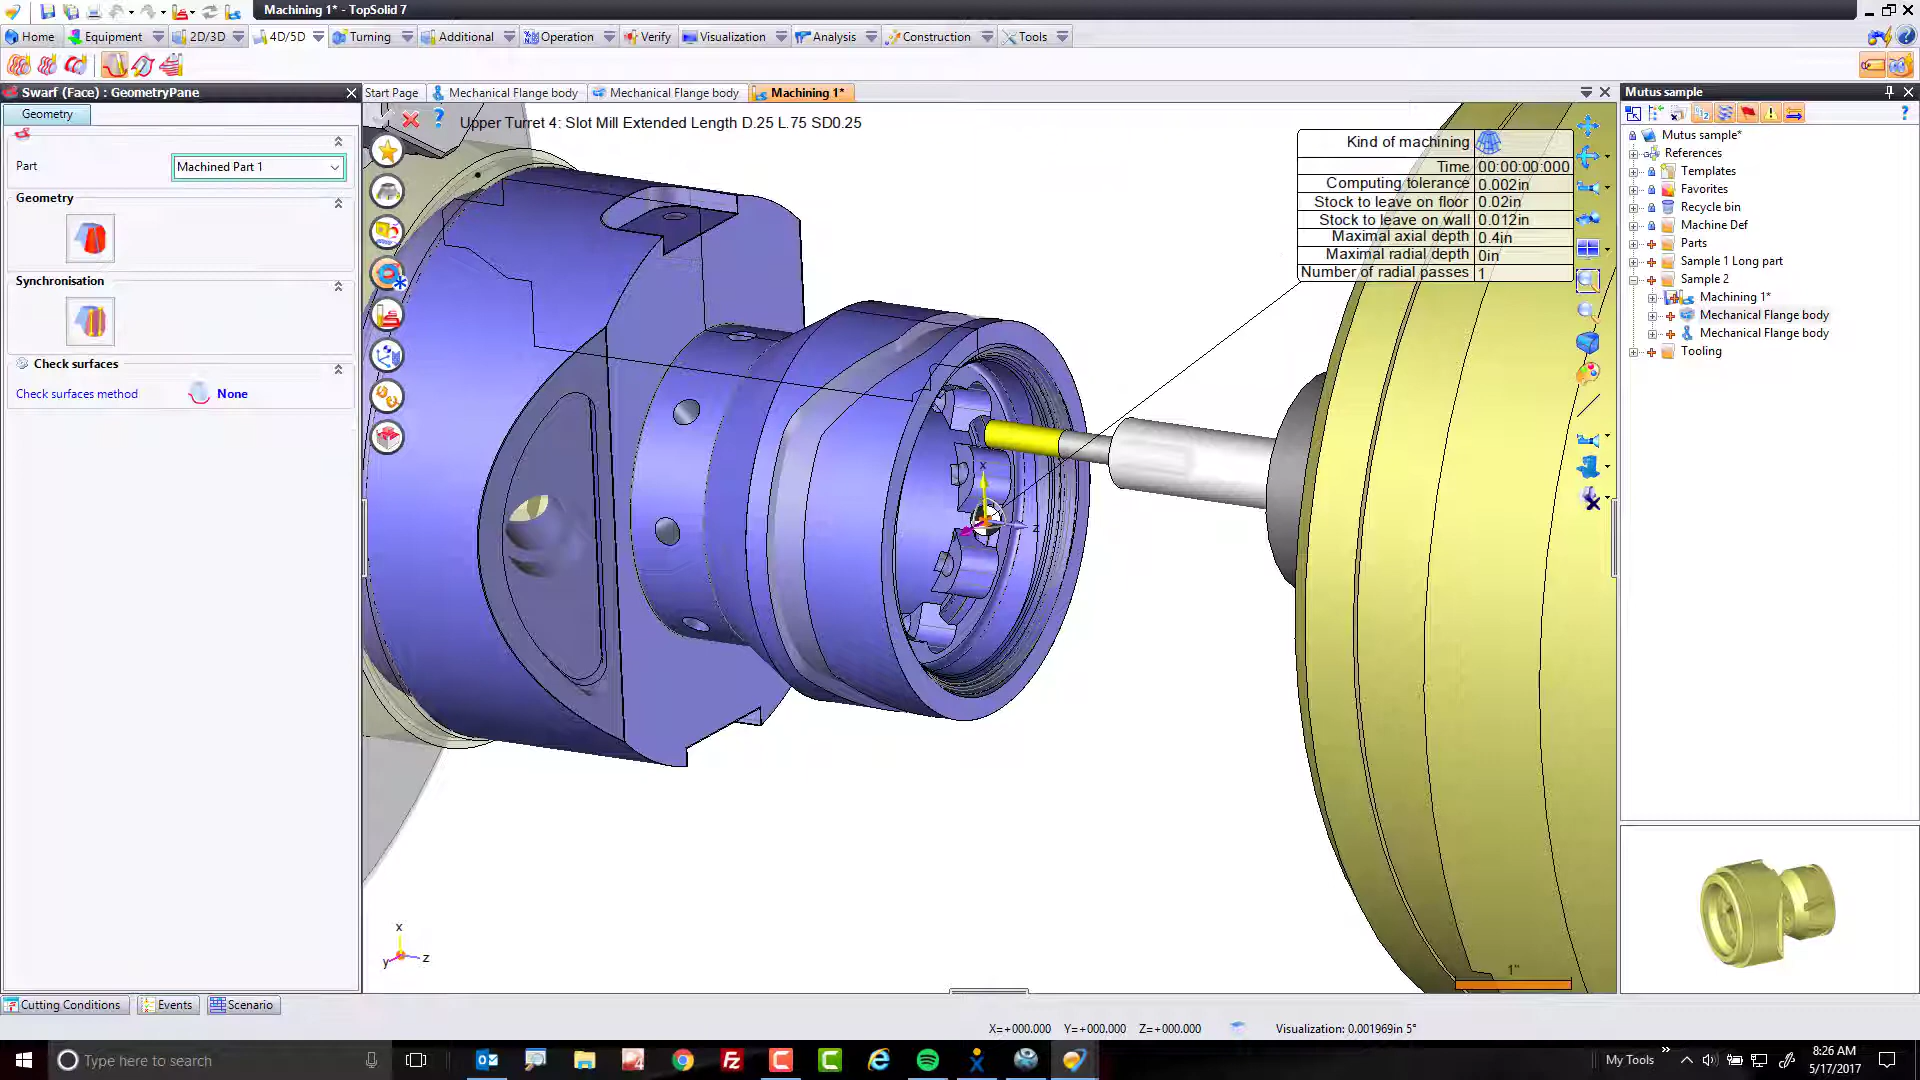 Machining 1* - TopSolid 7
Home Equipment 2D/3D 4D/5D Turning Additional Operation Verify Visualization Analysis Construction Tools
Swarf (Face) : GeometryPane
Start Page Mechanical Flange body Mechanical Flange body Machining 1*
Mutus sample
Geometry
Upper Turret 4: Slot Mill Extended Length D.25 L.75 SD0.25
Part Machined Part 1
Geometry
Synchronisation
Check surfaces
Check surfaces method None
Kind of machining
Time 00:00:00:000
Computing tolerance 0.002in
Stock to leave on floor 0.02in
Stock to leave on wall 0.012in
Maximal axial depth 0.4in
Maximal radial depth 0in
Number of radial passes 1
Mutus sample*
References
Templates
Favorites
Recycle bin
Machine Def
Parts
Sample 1 Long part
Sample 2
Machining 1*
Mechanical Flange body
Mechanical Flange body
Tooling
x
z
x
y z
1"
Cutting Conditions Events Scenario
X=+000.000 Y=+000.000 Z=+000.000 Visualization: 0.001969in 5°
Type here to search
My Tools
8:26 AM
5/17/2017